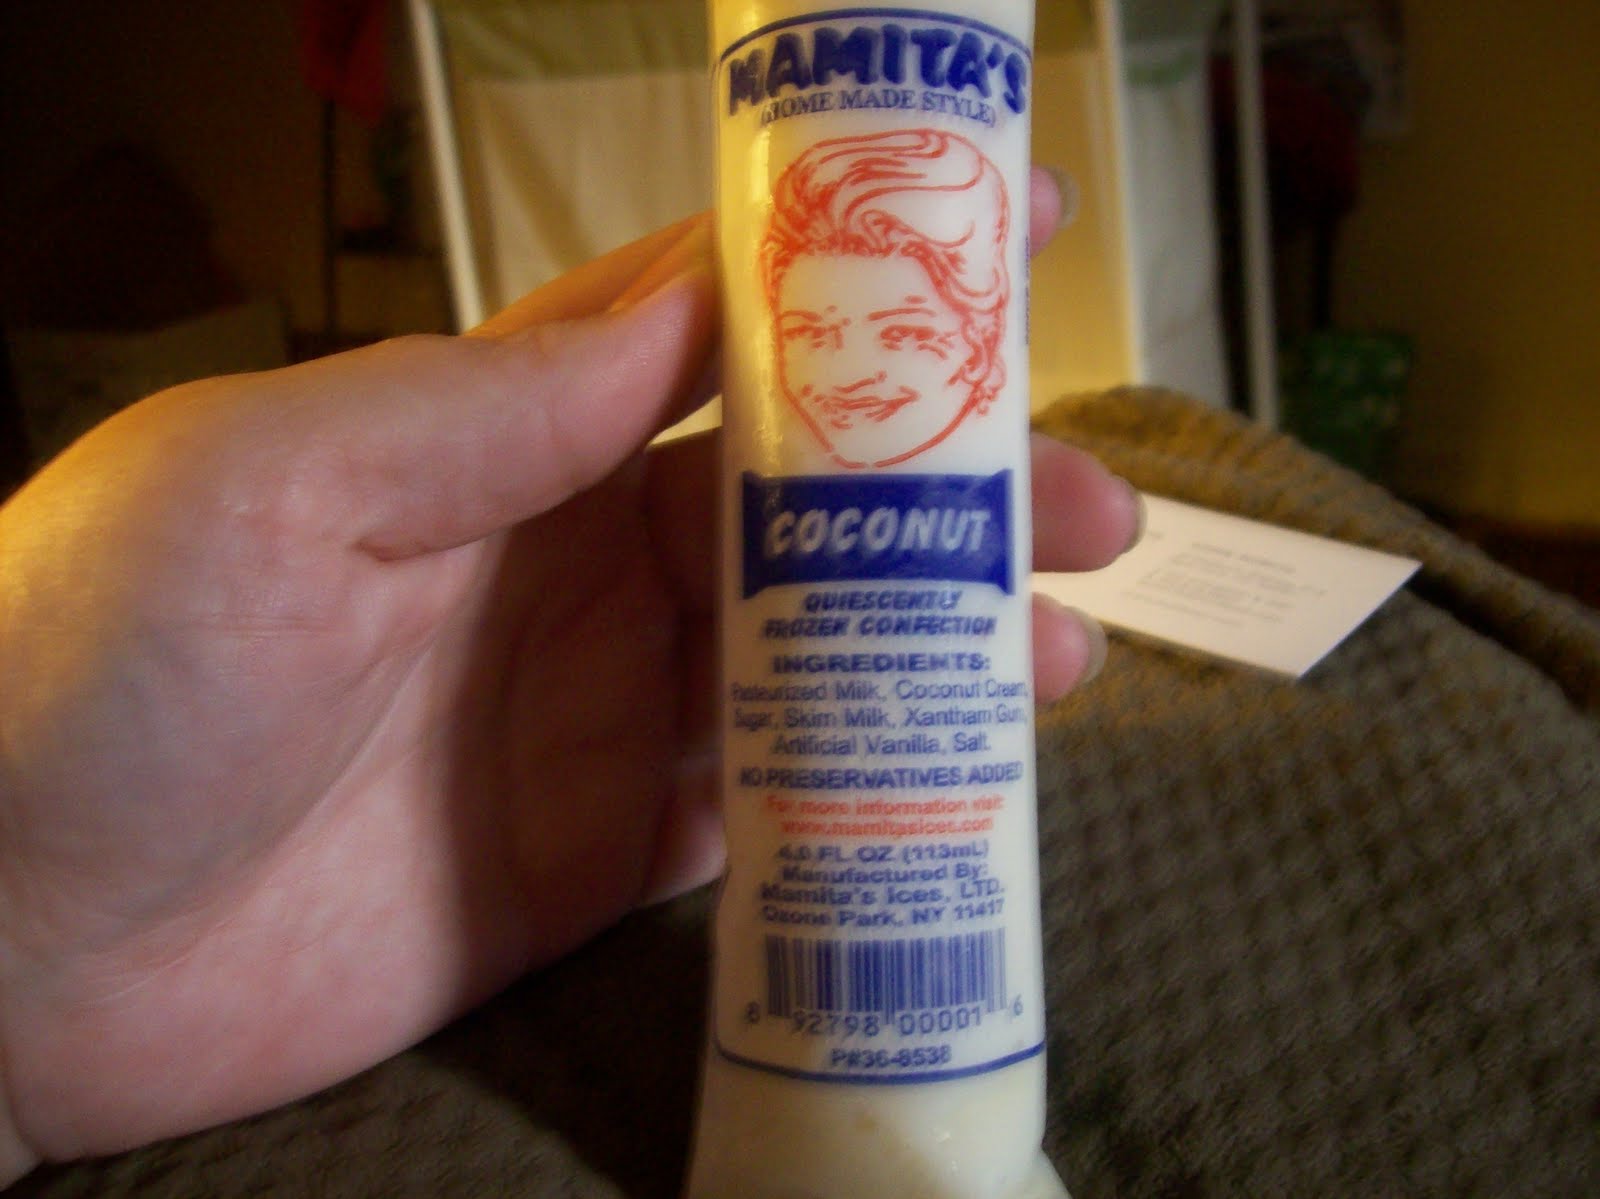 MAMITA'S
(HOME MADE STYLE)
COCONUT
QUIESCENTLY
FROZEN CONFECTION
INGREDIENTS:
Pasteurized Milk, Coconut Cream,
Sugar, Skim Milk, Xantham Gum,
Artificial Vanilla, Salt.
NO PRESERVATIVES ADDED
For more information visit:
www.mamitasices.com
4.0 FL OZ (113mL)
Manufactured By:
Mamita's Ices, LTD.
Ozone Park, NY 11417
8 92798 00001 6
P#36-8538